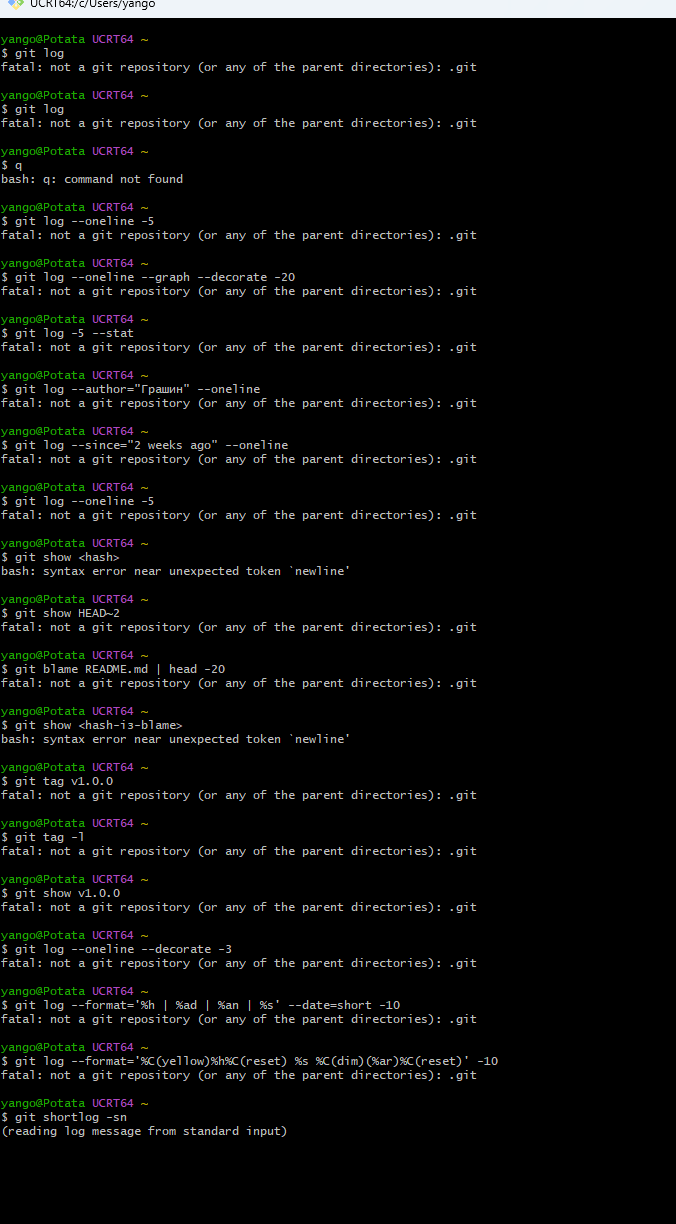 UCRT64:/c/Users/yango
yango@Potata UCRT64 ~
$ git log
fatal: not a git repository (or any of the parent directories): .git
yango@Potata UCRT64 ~
$ git log
fatal: not a git repository (or any of the parent directories): .git
yango@Potata UCRT64 ~
$ q
bash: q: command not found
yango@Potata UCRT64 ~
$ git log --oneline -5
fatal: not a git repository (or any of the parent directories): .git
yango@Potata UCRT64 ~
$ git log --oneline --graph --decorate -20
fatal: not a git repository (or any of the parent directories): .git
yango@Potata UCRT64 ~
$ git log -5 --stat
fatal: not a git repository (or any of the parent directories): .git
yango@Potata UCRT64 ~
$ git log --author="Грашин" --oneline
fatal: not a git repository (or any of the parent directories): .git
yango@Potata UCRT64 ~
$ git log --since="2 weeks ago" --oneline
fatal: not a git repository (or any of the parent directories): .git
yango@Potata UCRT64 ~
$ git log --oneline -5
fatal: not a git repository (or any of the parent directories): .git
yango@Potata UCRT64 ~
$ git show <hash>
bash: syntax error near unexpected token `newline'
yango@Potata UCRT64 ~
$ git show HEAD~2
fatal: not a git repository (or any of the parent directories): .git
yango@Potata UCRT64 ~
$ git blame README.md | head -20
fatal: not a git repository (or any of the parent directories): .git
yango@Potata UCRT64 ~
$ git show <hash-із-blame>
bash: syntax error near unexpected token `newline'
yango@Potata UCRT64 ~
$ git tag v1.0.0
fatal: not a git repository (or any of the parent directories): .git
yango@Potata UCRT64 ~
$ git tag -l
fatal: not a git repository (or any of the parent directories): .git
yango@Potata UCRT64 ~
$ git show v1.0.0
fatal: not a git repository (or any of the parent directories): .git
yango@Potata UCRT64 ~
$ git log --oneline --decorate -3
fatal: not a git repository (or any of the parent directories): .git
yango@Potata UCRT64 ~
$ git log --format='%h | %ad | %an | %s' --date=short -10
fatal: not a git repository (or any of the parent directories): .git
yango@Potata UCRT64 ~
$ git log --format='%C(yellow)%h%C(reset) %s %C(dim)(%ar)%C(reset)' -10
fatal: not a git repository (or any of the parent directories): .git
yango@Potata UCRT64 ~
$ git shortlog -sn
(reading log message from standard input)